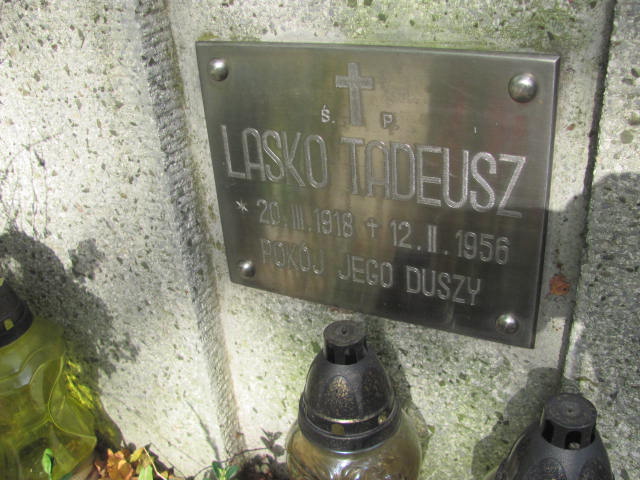 Ś. P.
LASKO TADEUSZ
* 20.III.1918 + 12.II.1956
POKÓJ JEGO DUSZY